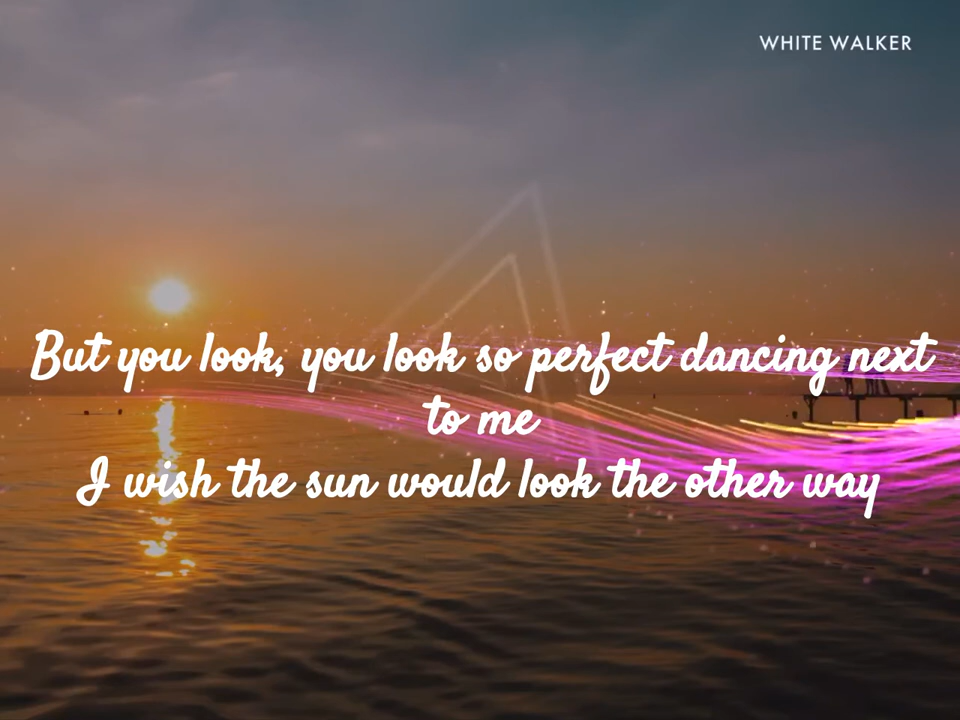 WHITE WALKER
But you look, you look so perfect dancing next
to me
I wish the sun would look the other way